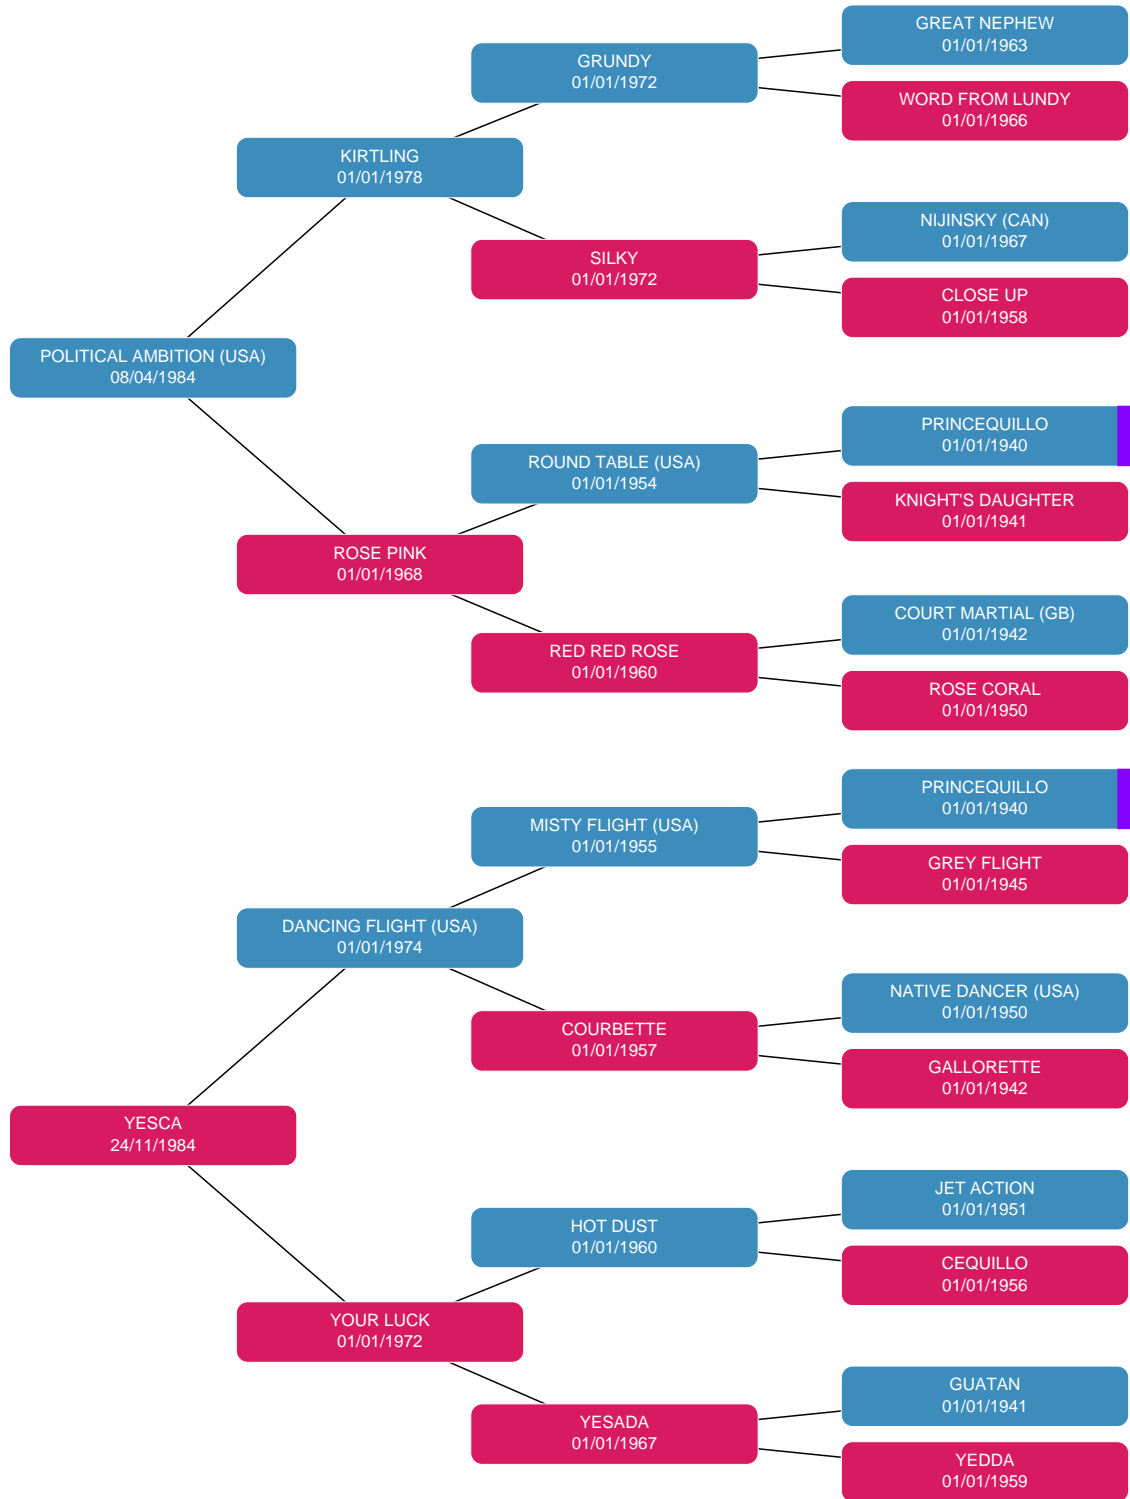 GREAT NEPHEW
01/01/1963
GRUNDY
01/01/1972
WORD FROM LUNDY
01/01/1966
KIRTLING
01/01/1978
NIJINSKY (CAN)
01/01/1967
SILKY
01/01/1972
CLOSE UP
01/01/1958
POLITICAL AMBITION (USA)
08/04/1984
PRINCEQUILLO
01/01/1940
ROUND TABLE (USA)
01/01/1954
KNIGHT'S DAUGHTER
01/01/1941
ROSE PINK
01/01/1968
COURT MARTIAL (GB)
01/01/1942
RED RED ROSE
01/01/1960
ROSE CORAL
01/01/1950
PRINCEQUILLO
01/01/1940
MISTY FLIGHT (USA)
01/01/1955
GREY FLIGHT
01/01/1945
DANCING FLIGHT (USA)
01/01/1974
NATIVE DANCER (USA)
01/01/1950
COURBETTE
01/01/1957
GALLORETTE
01/01/1942
YESCA
24/11/1984
JET ACTION
01/01/1951
HOT DUST
01/01/1960
CEQUILLO
01/01/1956
YOUR LUCK
01/01/1972
GUATAN
01/01/1941
YESADA
01/01/1967
YEDDA
01/01/1959